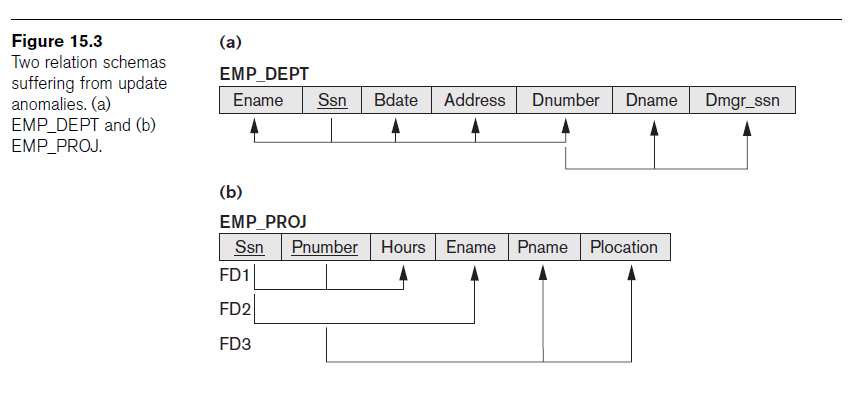 Figure 15.3
Two relation schemas
suffering from update
anomalies. (a)
EMP_DEPT and (b)
EMP_PROJ.
(a)
EMP_DEPT
Ename Ssn Bdate Address Dnumber Dname Dmgr_ssn
(b)
EMP_PROJ
Ssn Pnumber Hours Ename Pname Plocation
FD1
FD2
FD3